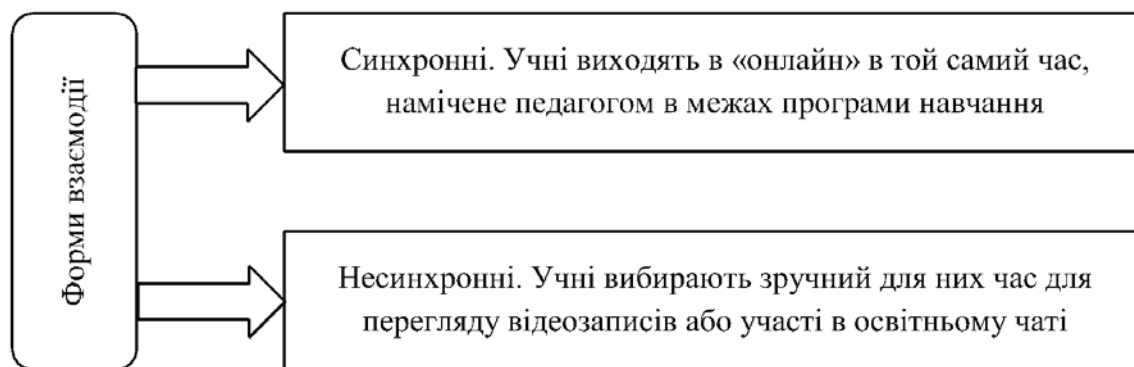 Форми взаємодії
Синхронні. Учні виходять в «онлайн» в той самий час,
намічене педагогом в межах програми навчання
Несинхронні. Учні вибирають зручний для них час для
перегляду відеозаписів або участі в освітньому чаті